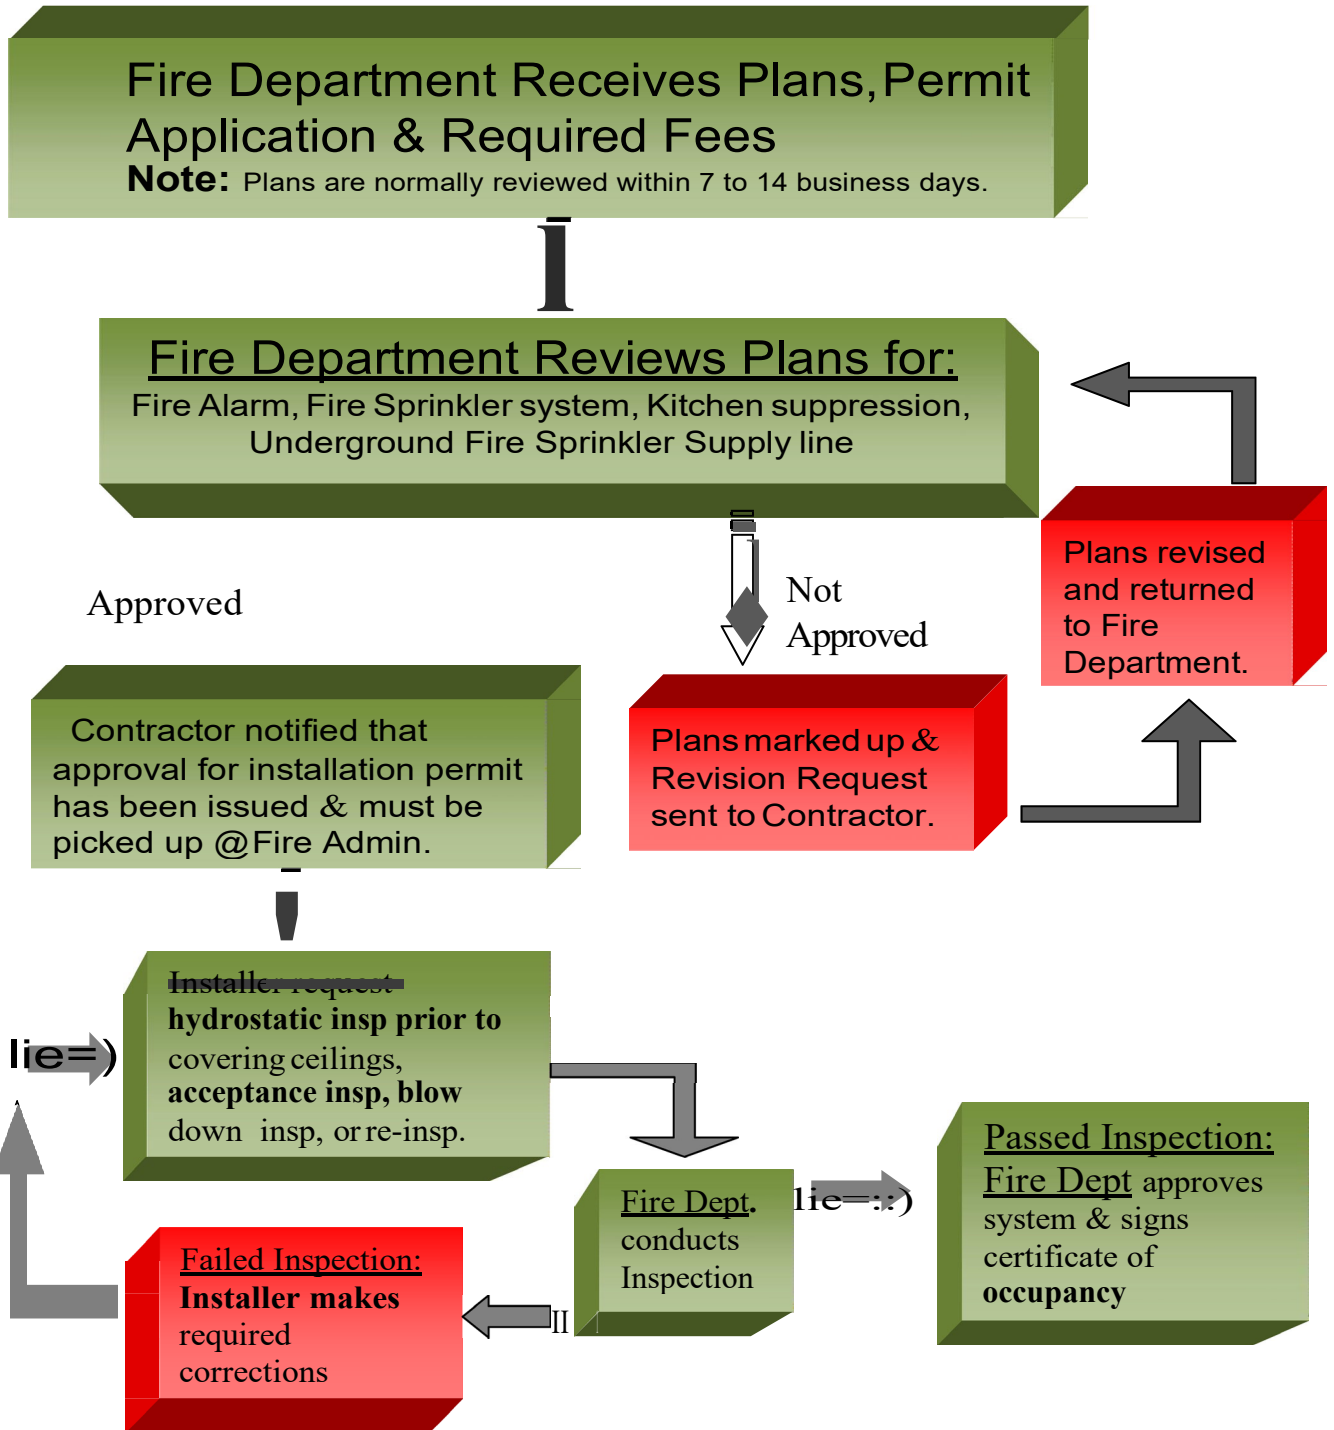 Fire Department Receives Plans, Permit
Application & Required Fees
Note: Plans are normally reviewed within 7 to 14 business days.
Fire Department Reviews Plans for:
Fire Alarm, Fire Sprinkler system, Kitchen suppression,
Underground Fire Sprinkler Supply line
Approved
Not
Approved
Plans revised
and returned
to Fire
Department.
Contractor notified that
approval for installation permit
has been issued & must be
picked up @Fire Admin.
Plans marked up &
Revision Request
sent to Contractor.
Installer request
hydrostatic insp prior to
covering ceilings,
acceptance insp, blow
down insp, or re-insp.
lie=)
Fire Dept.
conducts
Inspection
lie=::)
Passed Inspection:
Fire Dept approves
system & signs
certificate of
occupancy
Failed Inspection:
Installer makes
required
corrections
II